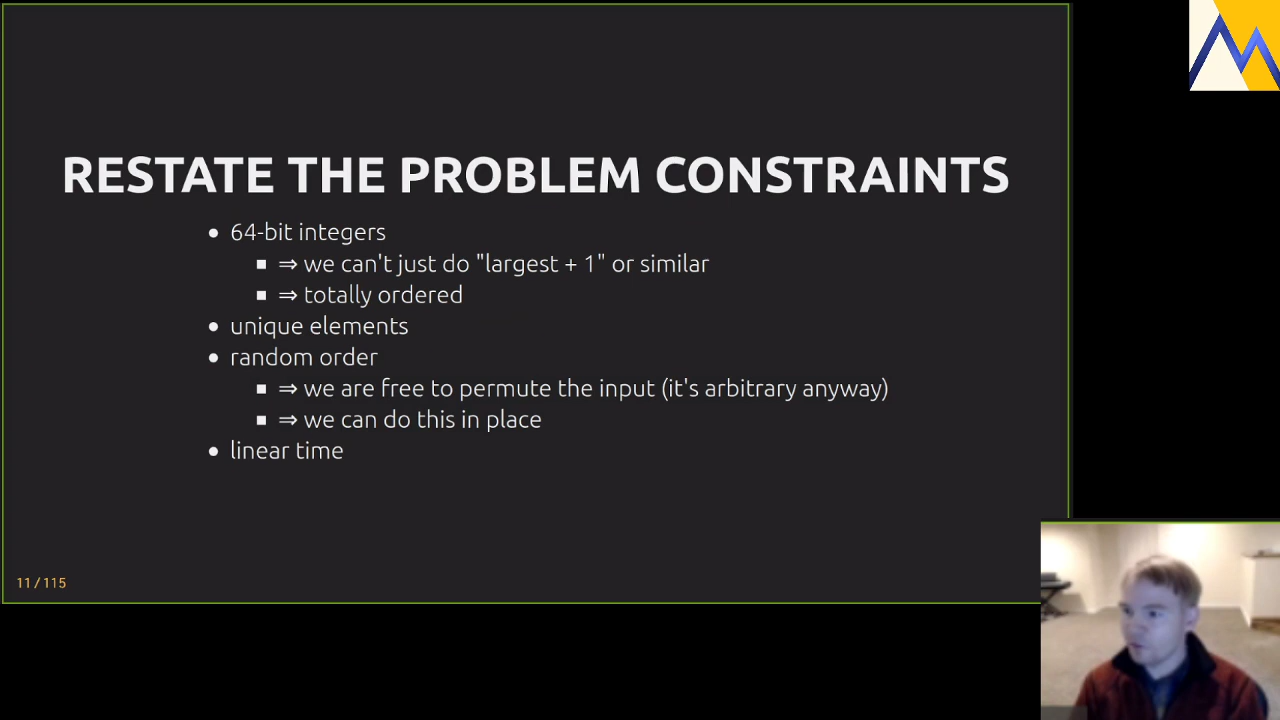 RESTATE THE PROBLEM CONSTRAINTS
• 64-bit integers
▪ ⇒ we can't just do "largest + 1" or similar
▪ ⇒ totally ordered
• unique elements
• random order
▪ ⇒ we are free to permute the input (it's arbitrary anyway)
▪ ⇒ we can do this in place
• linear time
11 / 115